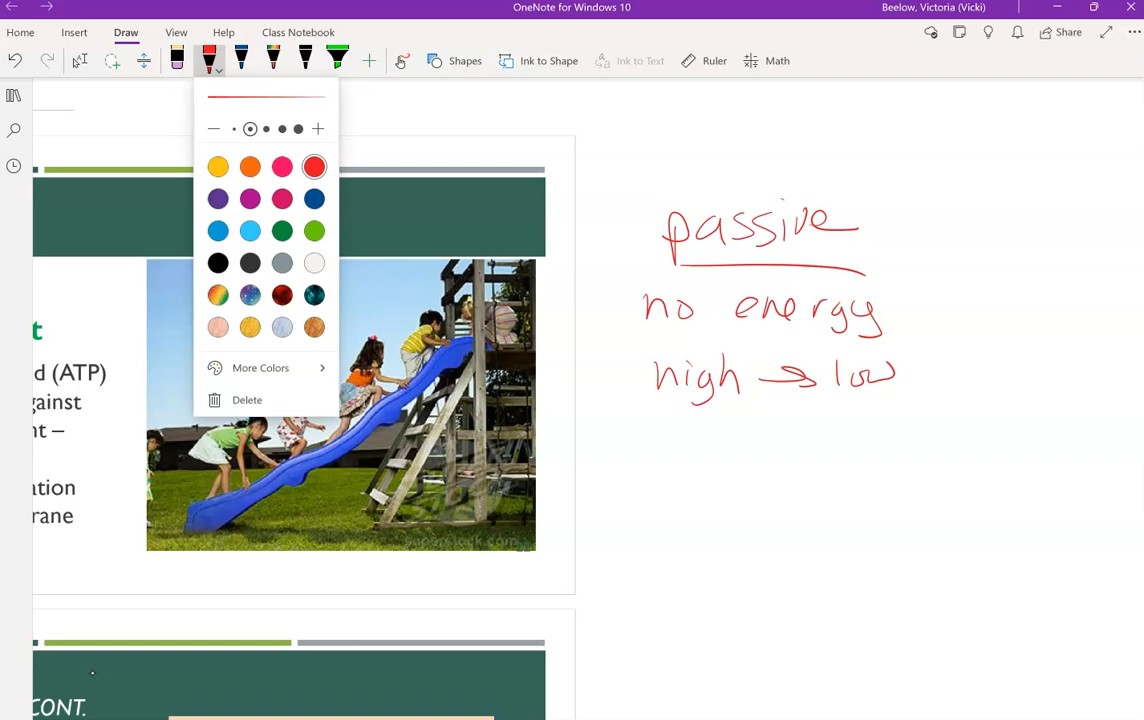 OneNote for Windows 10
Beelow, Victoria (Vicki)
Home Insert Draw View Help Class Notebook
Share
Shapes Ink to Shape Ink to Text Ruler Math
More Colors
Delete
t
d (ATP)
gainst
nt –
ation
rane
superstock.com
CONT.
passive
no energy
high → low